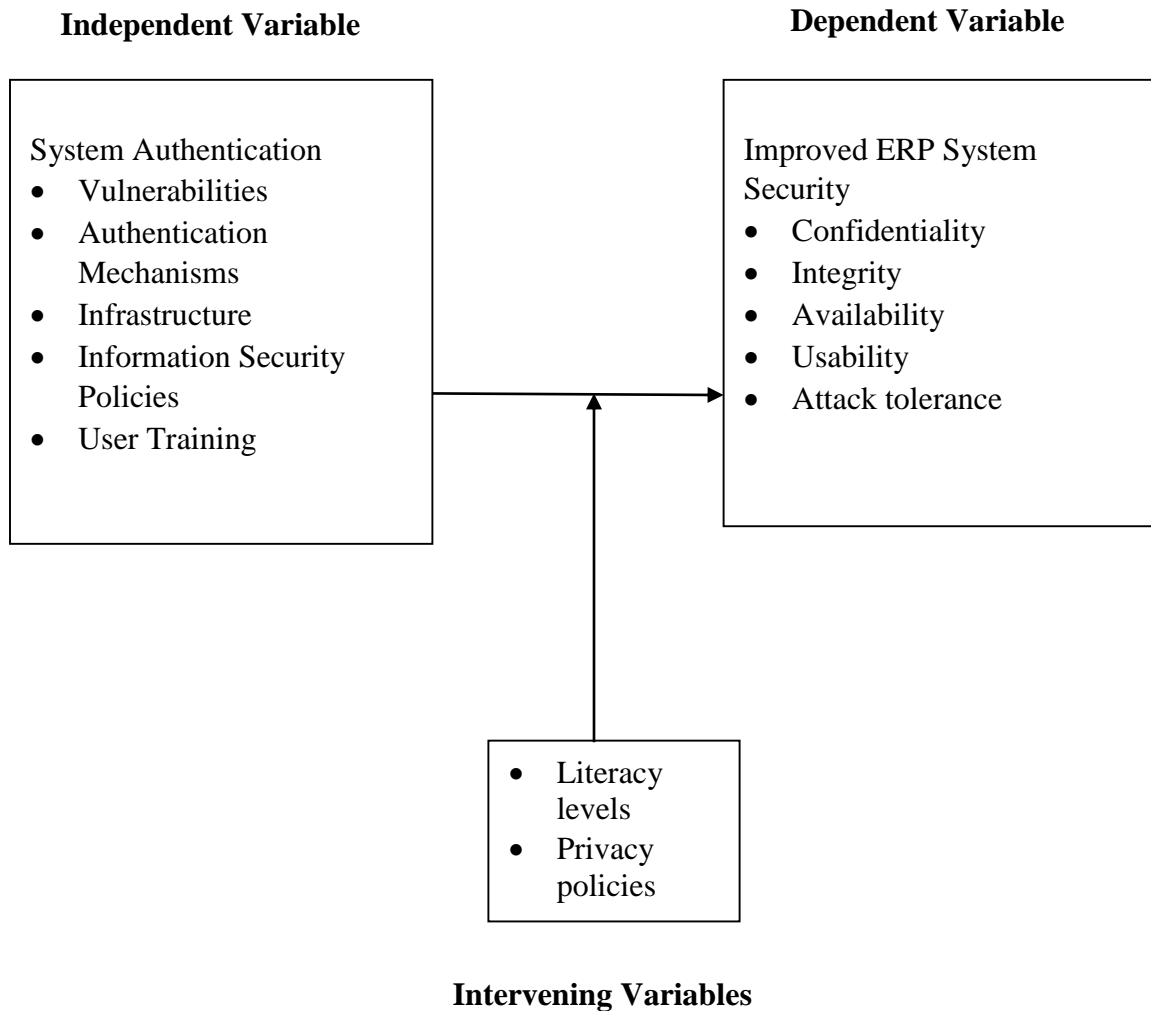 Independent Variable
Dependent Variable
System Authentication
• Vulnerabilities
• Authentication
Mechanisms
• Infrastructure
• Information Security
Policies
• User Training
Improved ERP System
Security
• Confidentiality
• Integrity
• Availability
• Usability
• Attack tolerance
• Literacy
levels
• Privacy
policies
Intervening Variables